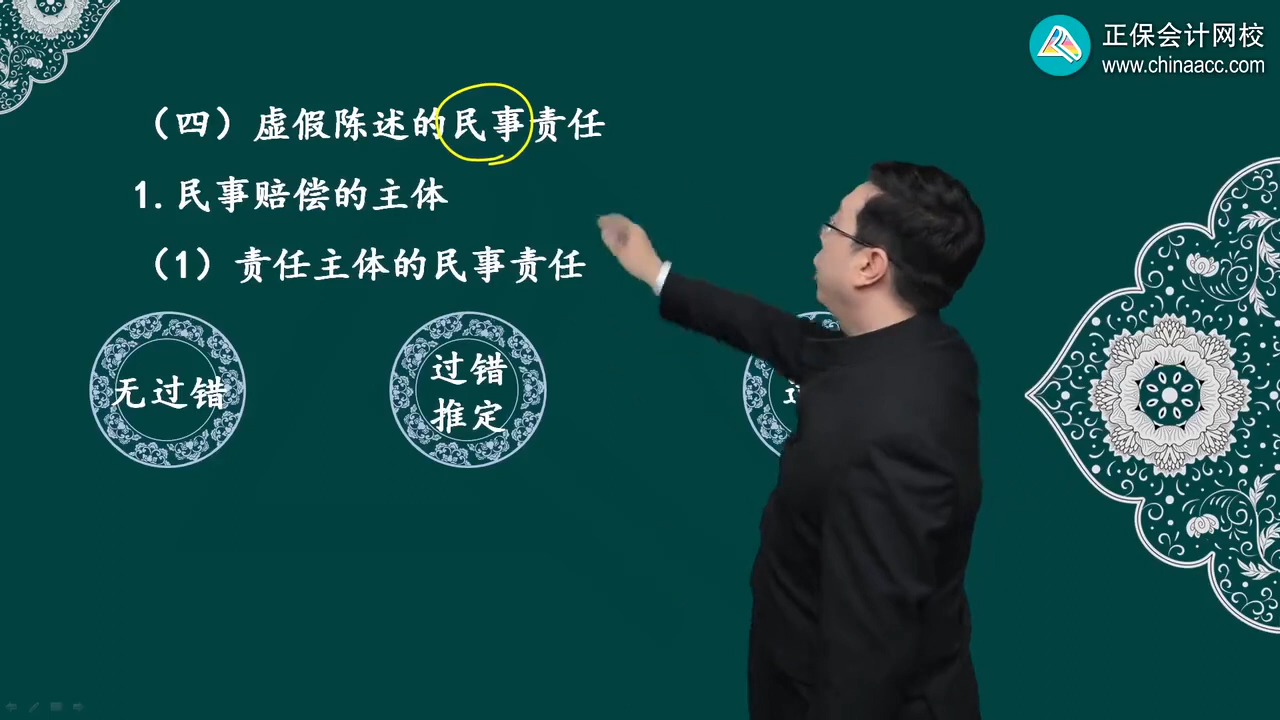 正保会计网校
www.chinaacc.com
（四）虚假陈述的民事责任
1.民事赔偿的主体
（1）责任主体的民事责任
无过错
过错
推定